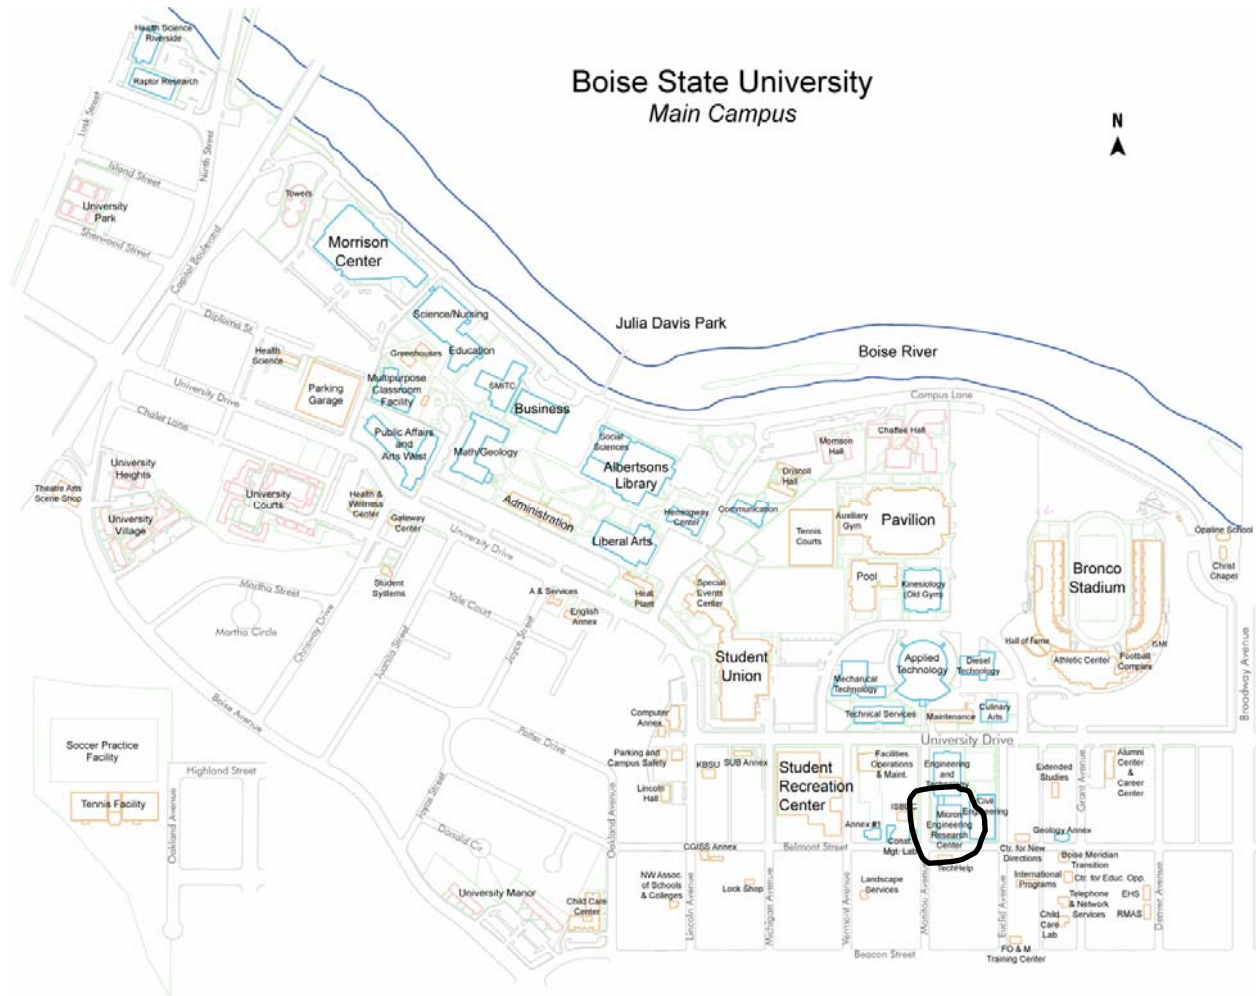 Boise State University
Main Campus
N
Health Science
Riverside
Raptor Research
Lusk Street
Ninth Street
Island Street
University
Park
Sherwood Street
Capitol Boulevard
Towers
Morrison
Center
Science/Nursing
Education
Greenhouses
Julia Davis Park
Boise River
Diploma St.
Health
Science
Parking
Garage
Multipurpose
Classroom
Facility
SMITC
Business
University Drive
Chalet Lane
Public Affairs
and
Arts West
Math/Geology
Social
Sciences
Albertsons
Library
Campus Lane
Chaffee Hall
Morrison
Hall
Driscoll
Hall
University
Heights
Theatre Arts
Scene Shop
University
Village
University
Courts
Health &
Wellness
Center
Gateway
Center
Administration
Liberal Arts
Hemingway
Center
Communication
Tennis
Courts
Auxiliary
Gym
Pavilion
University Drive
Opaline School
Christ
Chapel
Bronco
Stadium
Pool
Kinesiology
(Old Gym)
Student
Systems
Martha Street
Martha Circle
Chrisway Drive
Juanita Street
Yale Court
Joyce Street
A & Services
English
Annex
Heat
Plant
Special
Events
Center
Student
Union
Hall of Fame
Athletic Center
Football
Complex
ISMI
Applied
Technology
Diesel
Technology
Mechanical
Technology
Technical Services
Maintenance
Culinary
Arts
Broadway Avenue
Boise Avenue
Potter Drive
Computer
Annex
University Drive
Soccer Practice
Facility
Highland Street
Tennis Facility
Oakland Avenue
Joyce Street
Donald Cir.
University Manor
Child Care
Center
Parking and
Campus Safety
Lincoln
Hall
Oakland Avenue
KBSU
SUB Annex
Student
Recreation
Center
Facilities
Operations
& Maint.
Engineering
and
Technology
Extended
Studies
Grant Avenue
Alumni
Center
&
Career
Center
Annex #1
Const.
Mgt. Lab
Micron
Engineering
Research
Center
Civil
Engineering
TechHelp
Geology Annex
Belmont Street
CGISS Annex
NW Assoc.
of Schools
& Colleges
Lincoln Avenue
Lock Shop
Michigan Avenue
Vermont Avenue
Landscape
Services
Manitou Avenue
Beacon Street
Euclid Avenue
Ctr. for New
Directions
Boise Meridian
Transition
International
Programs
Ctr. for Educ. Opp.
Telephone
& Network
Services
EHS
RMAS
Child
Care
Lab
Denver Avenue
FO & M
Training Center